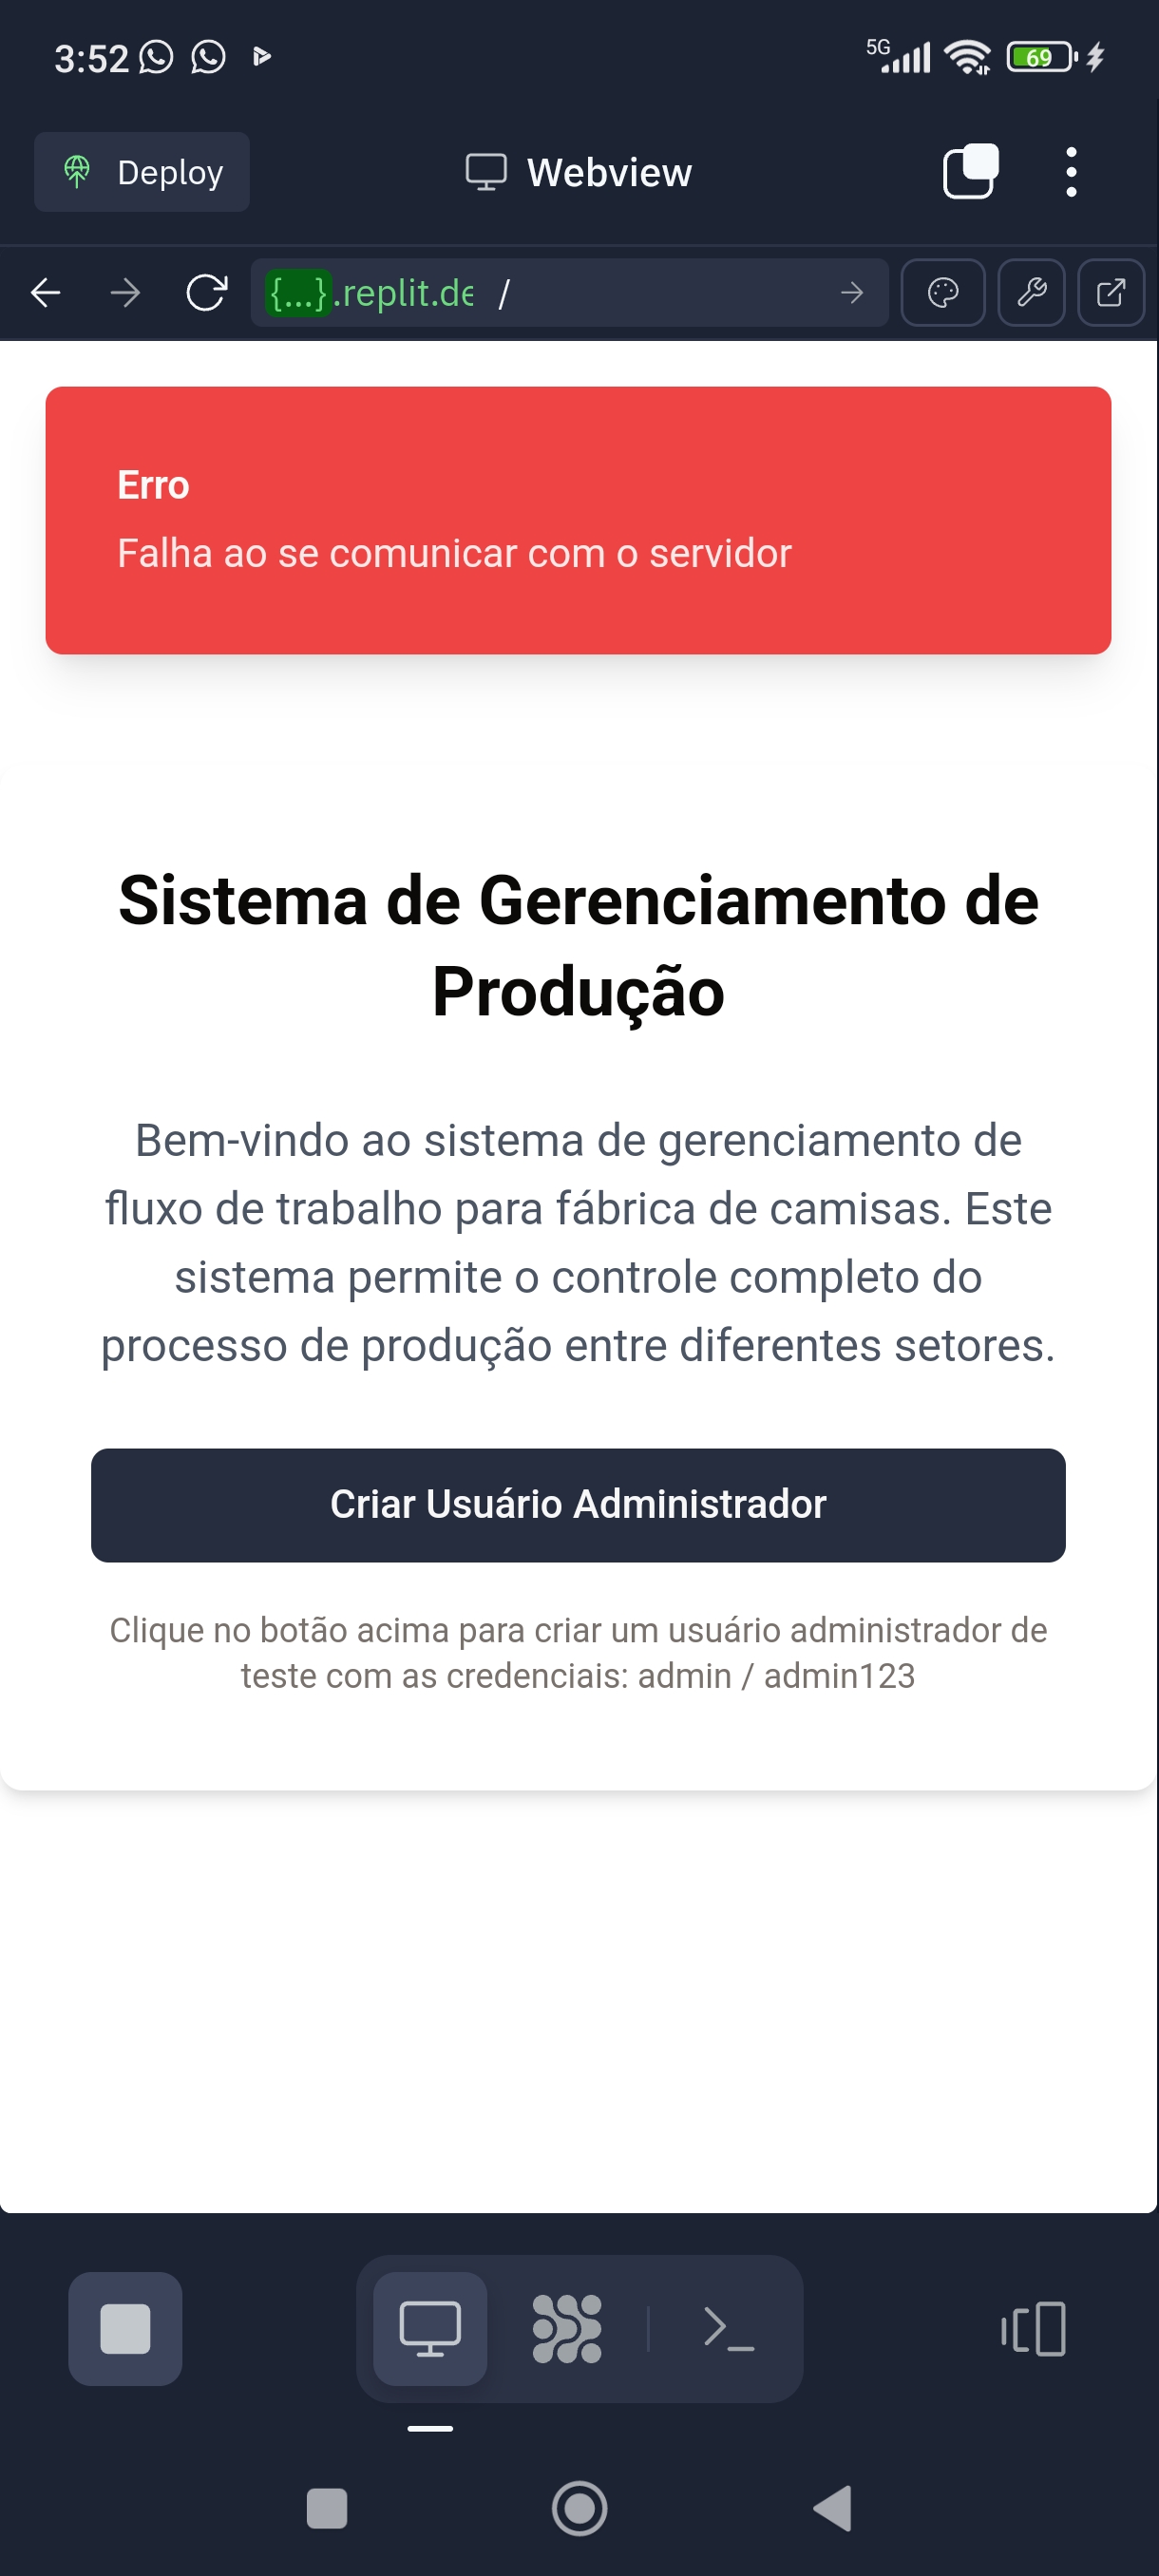 3:52
5G
69
Deploy
Webview
{...}.replit.de /
Erro
Falha ao se comunicar com o servidor
Sistema de Gerenciamento de
Produção
Bem-vindo ao sistema de gerenciamento de
fluxo de trabalho para fábrica de camisas. Este
sistema permite o controle completo do
processo de produção entre diferentes setores.
Criar Usuário Administrador
Clique no botão acima para criar um usuário administrador de
teste com as credenciais: admin / admin123